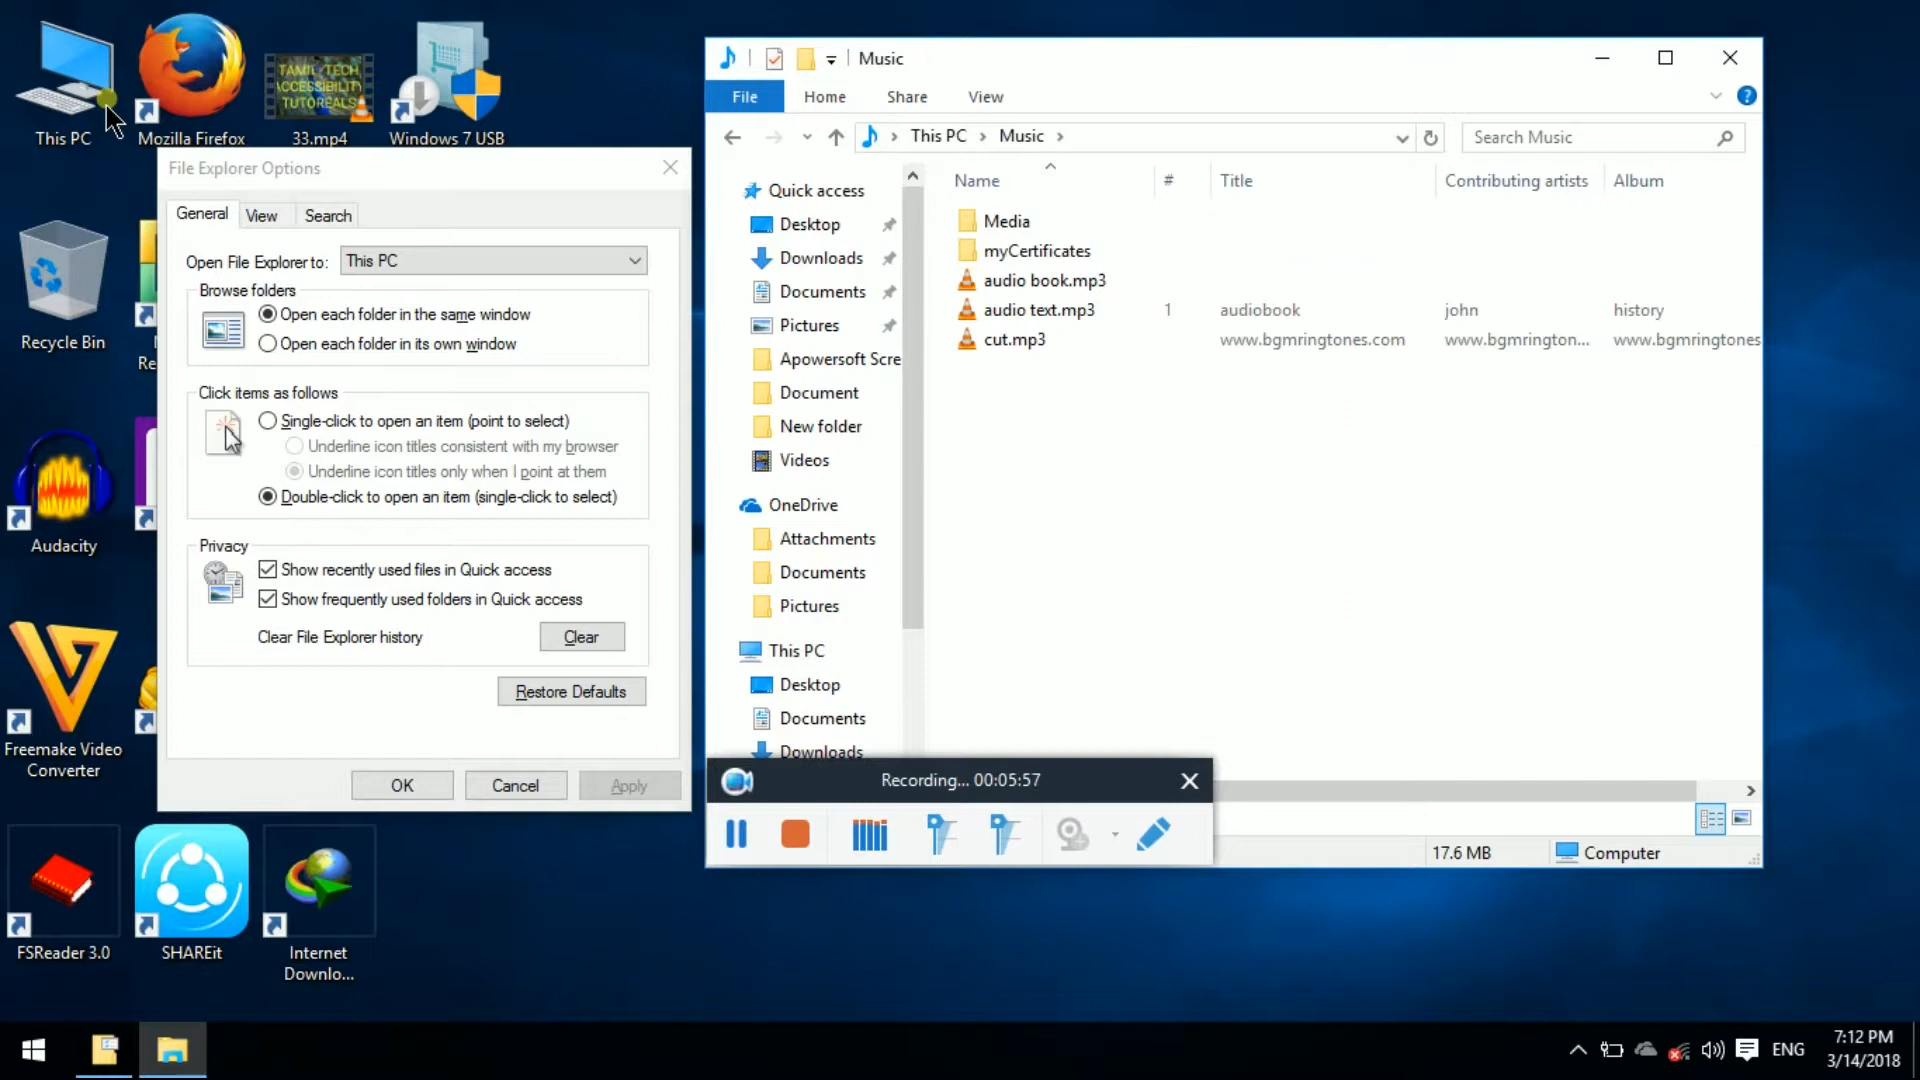 This PC
Mozilla Firefox
TAMIL TECH
ACCESSIBILITY
TUTOREALS
33.mp4
Windows 7 USB
Recycle Bin
Re
Audacity
Freemake Video
Converter
FSReader 3.0
SHAREit
Internet
Downlo...
File Explorer Options
General
View
Search
Open File Explorer to:
This PC
Browse folders
Open each folder in the same window
Open each folder in its own window
Click items as follows
Single-click to open an item (point to select)
Underline icon titles consistent with my browser
Underline icon titles only when I point at them
Double-click to open an item (single-click to select)
Privacy
Show recently used files in Quick access
Show frequently used folders in Quick access
Clear File Explorer history
Clear
Restore Defaults
OK
Cancel
Apply
Music
File
Home
Share
View
This PC
Music
Search Music
Quick access
Desktop
Downloads
Documents
Pictures
Apowersoft Scre
Document
New folder
Videos
OneDrive
Attachments
Documents
Pictures
This PC
Desktop
Documents
Downloads
Name # Title Contributing artists Album
Media
myCertificates
audio book.mp3
audio text.mp3 1 audiobook john history
cut.mp3 www.bgmringtones.com www.bgmrington... www.bgmringtones
Recording... 00:05:57
17.6 MB
Computer
ENG
7:12 PM
3/14/2018